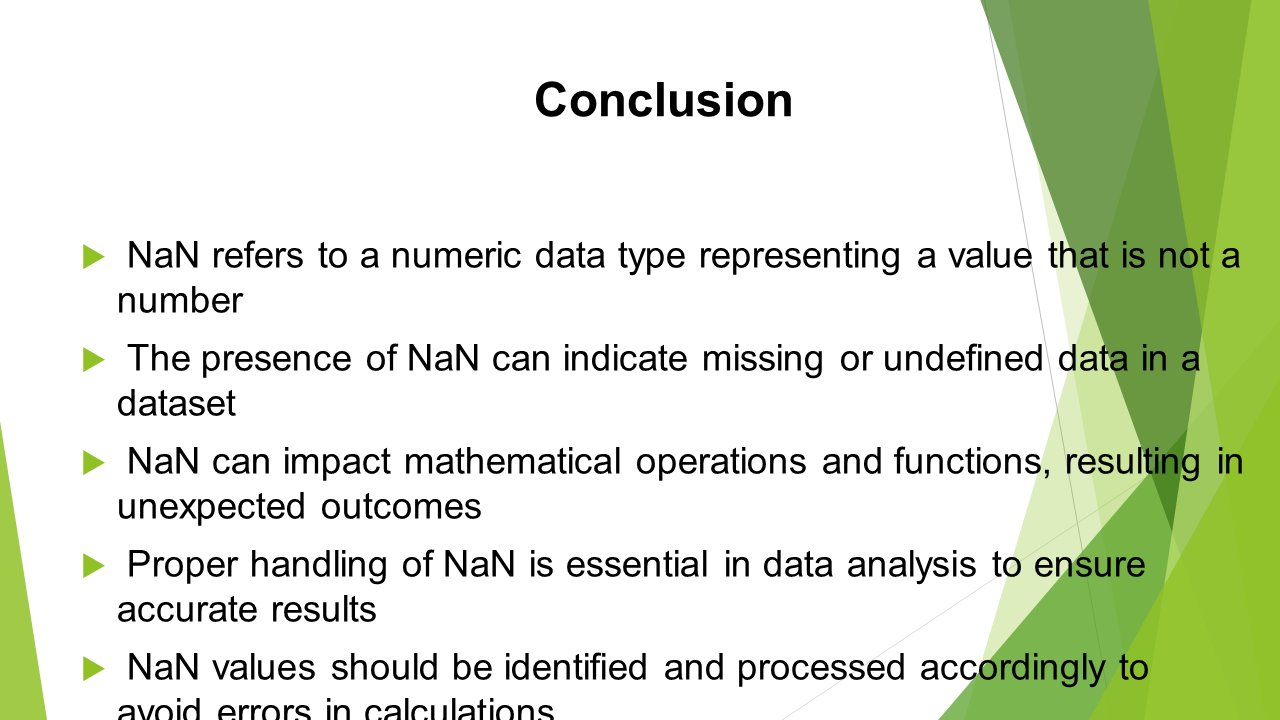 Conclusion
NaN refers to a numeric data type representing a value that is not a
number
The presence of NaN can indicate missing or undefined data in a
dataset
NaN can impact mathematical operations and functions, resulting in
unexpected outcomes
Proper handling of NaN is essential in data analysis to ensure
accurate results
NaN values should be identified and processed accordingly to
avoid errors in calculations